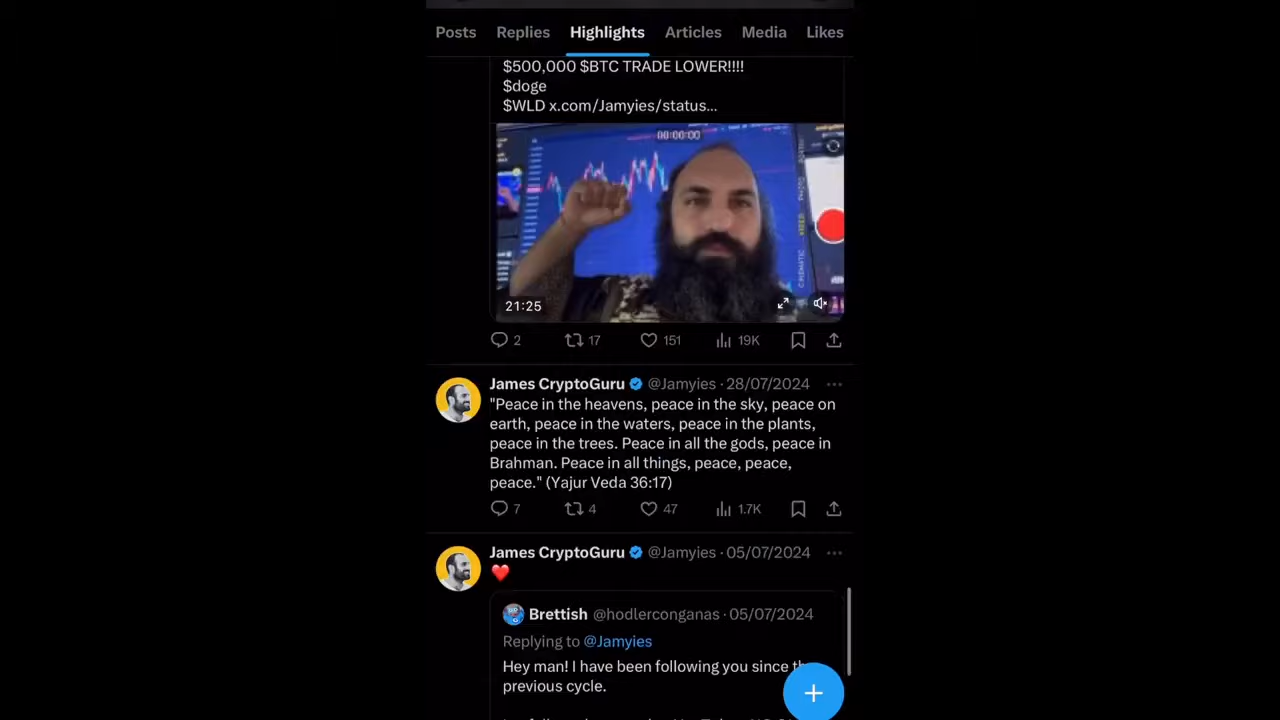 Posts Replies Highlights Articles Media Likes
$500,000 $BTC TRADE LOWER!!!!
$doge
$WLD x.com/Jamyies/status...
00:00:00
CINEMATIC VIDEO PHOTO
21:25
2 17 151 19K
James CryptoGuru @Jamyies · 28/07/2024
"Peace in the heavens, peace in the sky, peace on
earth, peace in the waters, peace in the plants,
peace in the trees. Peace in all the gods, peace in
Brahman. Peace in all things, peace, peace,
peace." (Yajur Veda 36:17)
7 4 47 1.7K
James CryptoGuru @Jamyies · 05/07/2024
❤️
Brettish @hodlerconganas · 05/07/2024
Replying to @Jamyies
Hey man! I have been following you since
previous cycle.